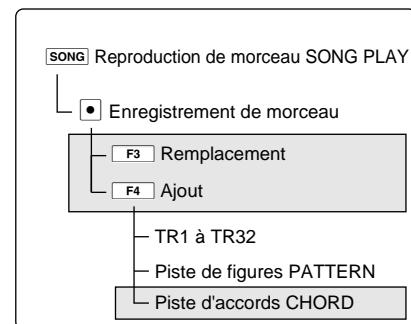 SONG Reproduction de morceau SONG PLAY
Enregistrement de morceau
F3 Remplacement
F4 Ajout
TR1 à TR32
Piste de figures PATTERN
Piste d'accords CHORD